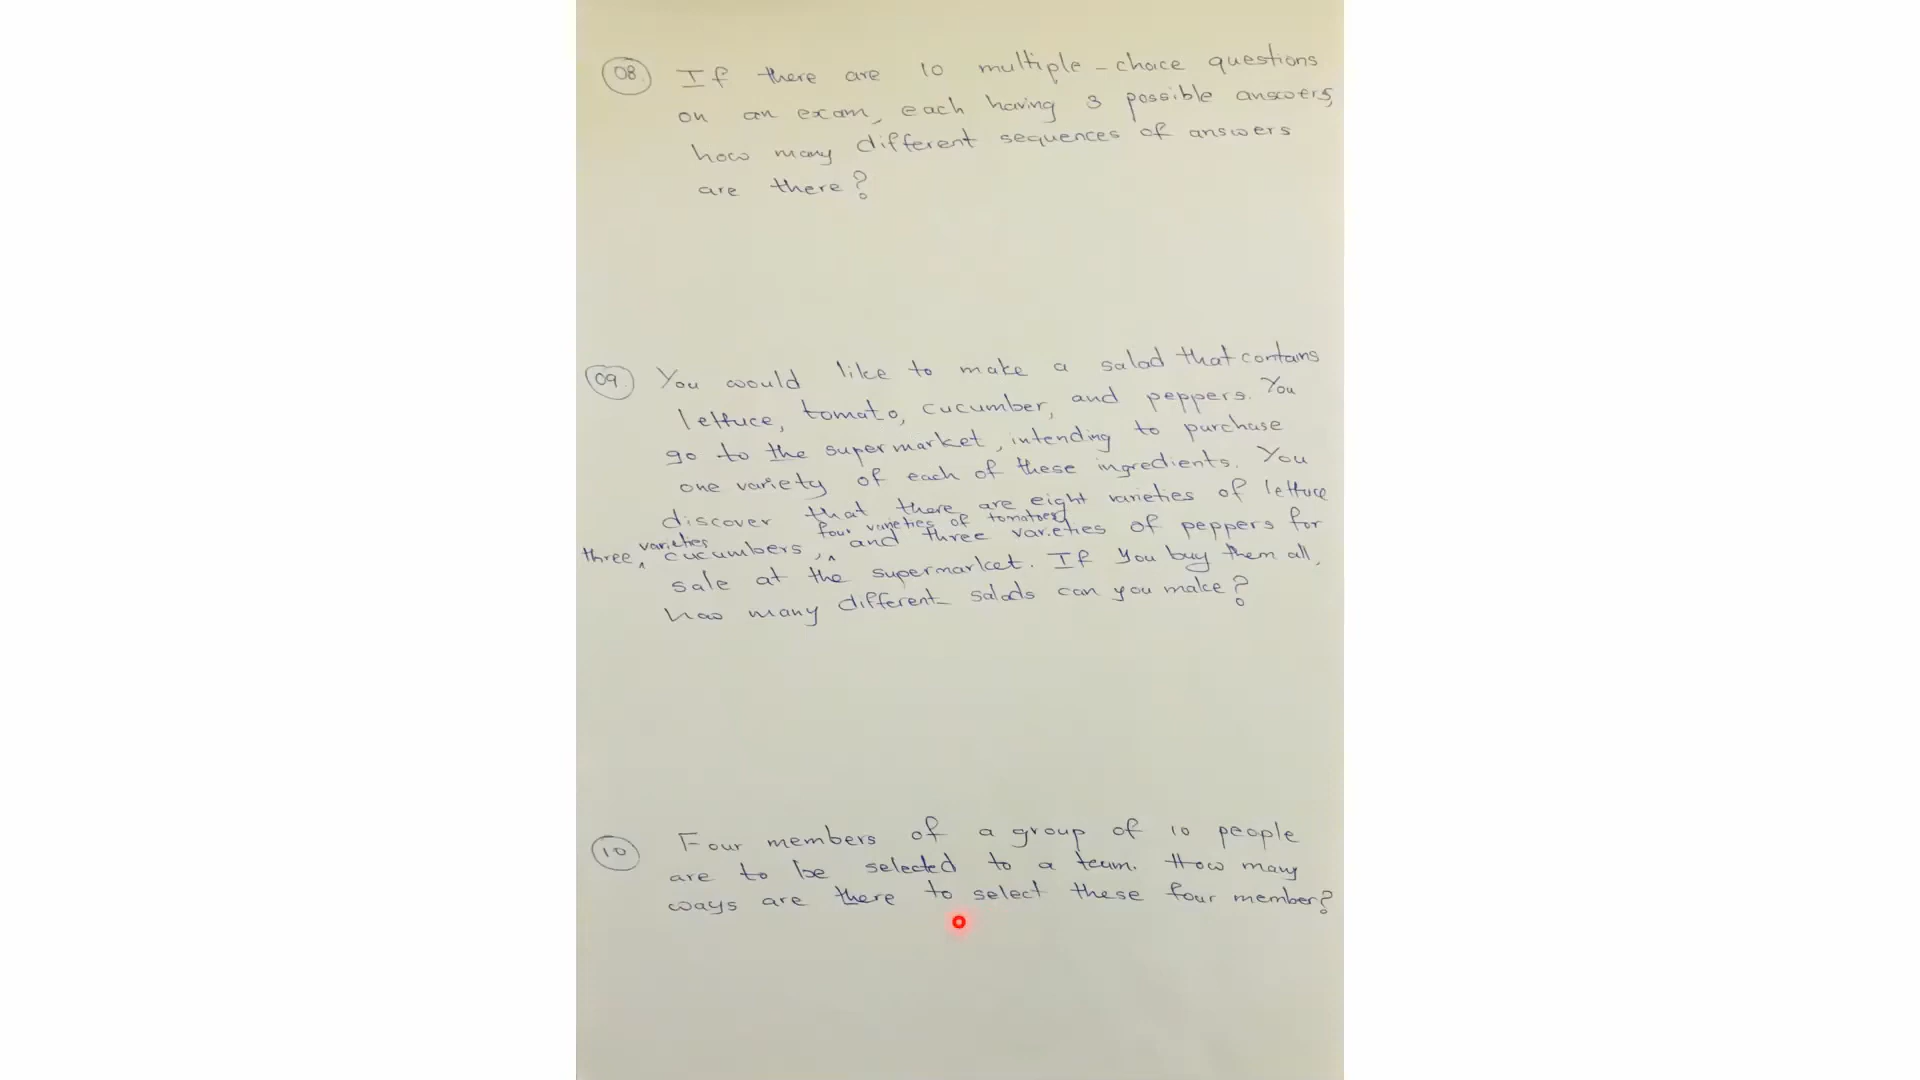 08. If there are 10 multiple-choice questions
on an exam, each having 3 possible answers,
how many different sequences of answers
are there?
09. You would like to make a salad that contains
lettuce, tomato, cucumber, and peppers. You
go to the supermarket, intending to purchase
one variety of each of these ingredients. You
discover that there are eight varieties of lettuce
three varieties cucumbers, four varieties of tomatoes, and three varieties of peppers for
sale at the supermarket. If you buy them all,
how many different salads can you make?
10 Four members of a group of 10 people
are to be selected to a team. How many
ways are there to select these four member?